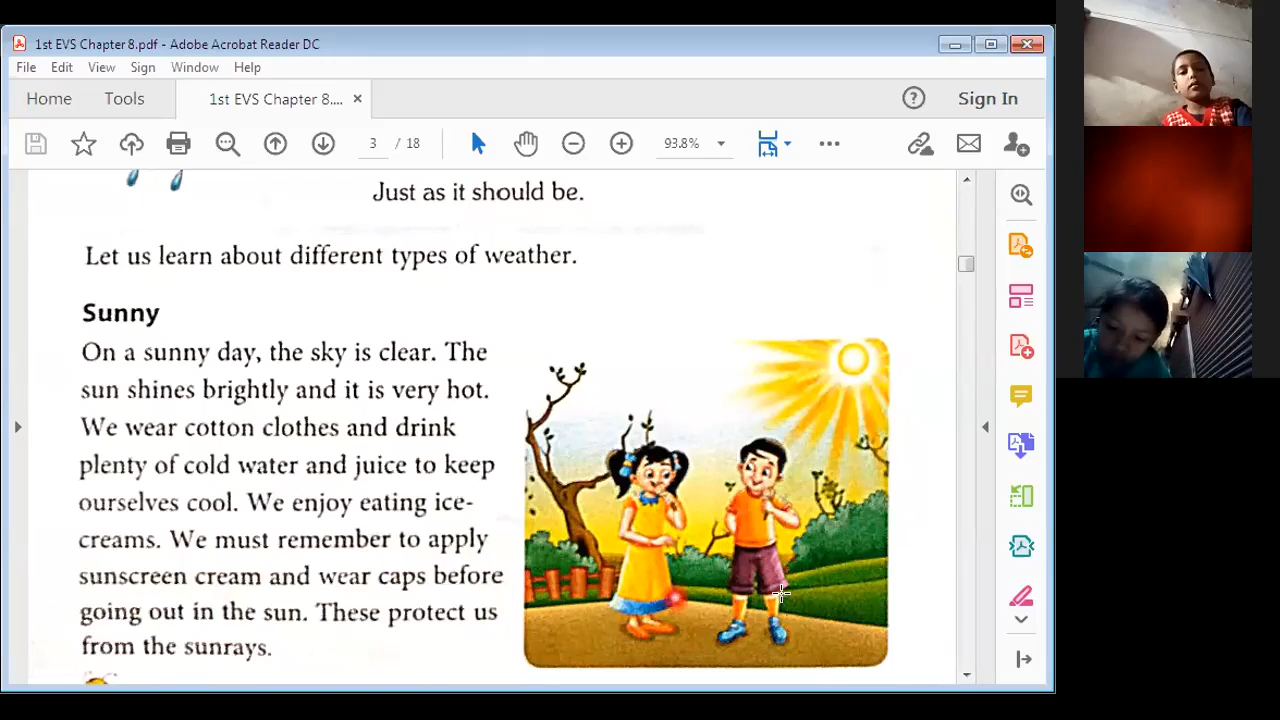 1st EVS Chapter 8.pdf - Adobe Acrobat Reader DC
File Edit View Sign Window Help
Home Tools 1st EVS Chapter 8.... × Sign In
3 / 18 93.8%
Just as it should be.
Let us learn about different types of weather.
Sunny
On a sunny day, the sky is clear. The
sun shines brightly and it is very hot.
We wear cotton clothes and drink
plenty of cold water and juice to keep
ourselves cool. We enjoy eating ice-
creams. We must remember to apply
sunscreen cream and wear caps before
going out in the sun. These protect us
from the sunrays.